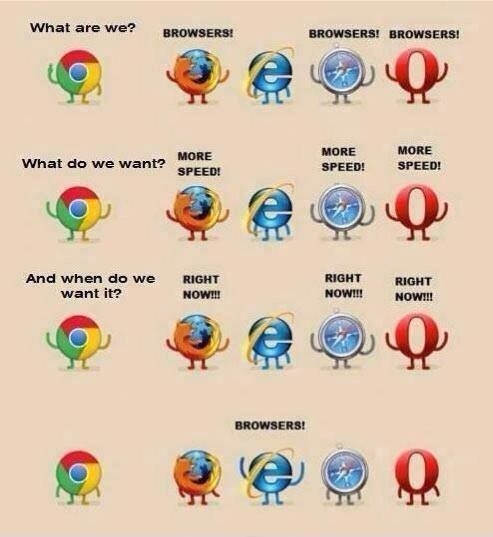 What are we?
BROWSERS!
BROWSERS!
BROWSERS!
What do we want?
MORE
SPEED!
MORE
SPEED!
MORE
SPEED!
And when do we
want it?
RIGHT
NOW!!!
RIGHT
NOW!!!
RIGHT
NOW!!!
BROWSERS!